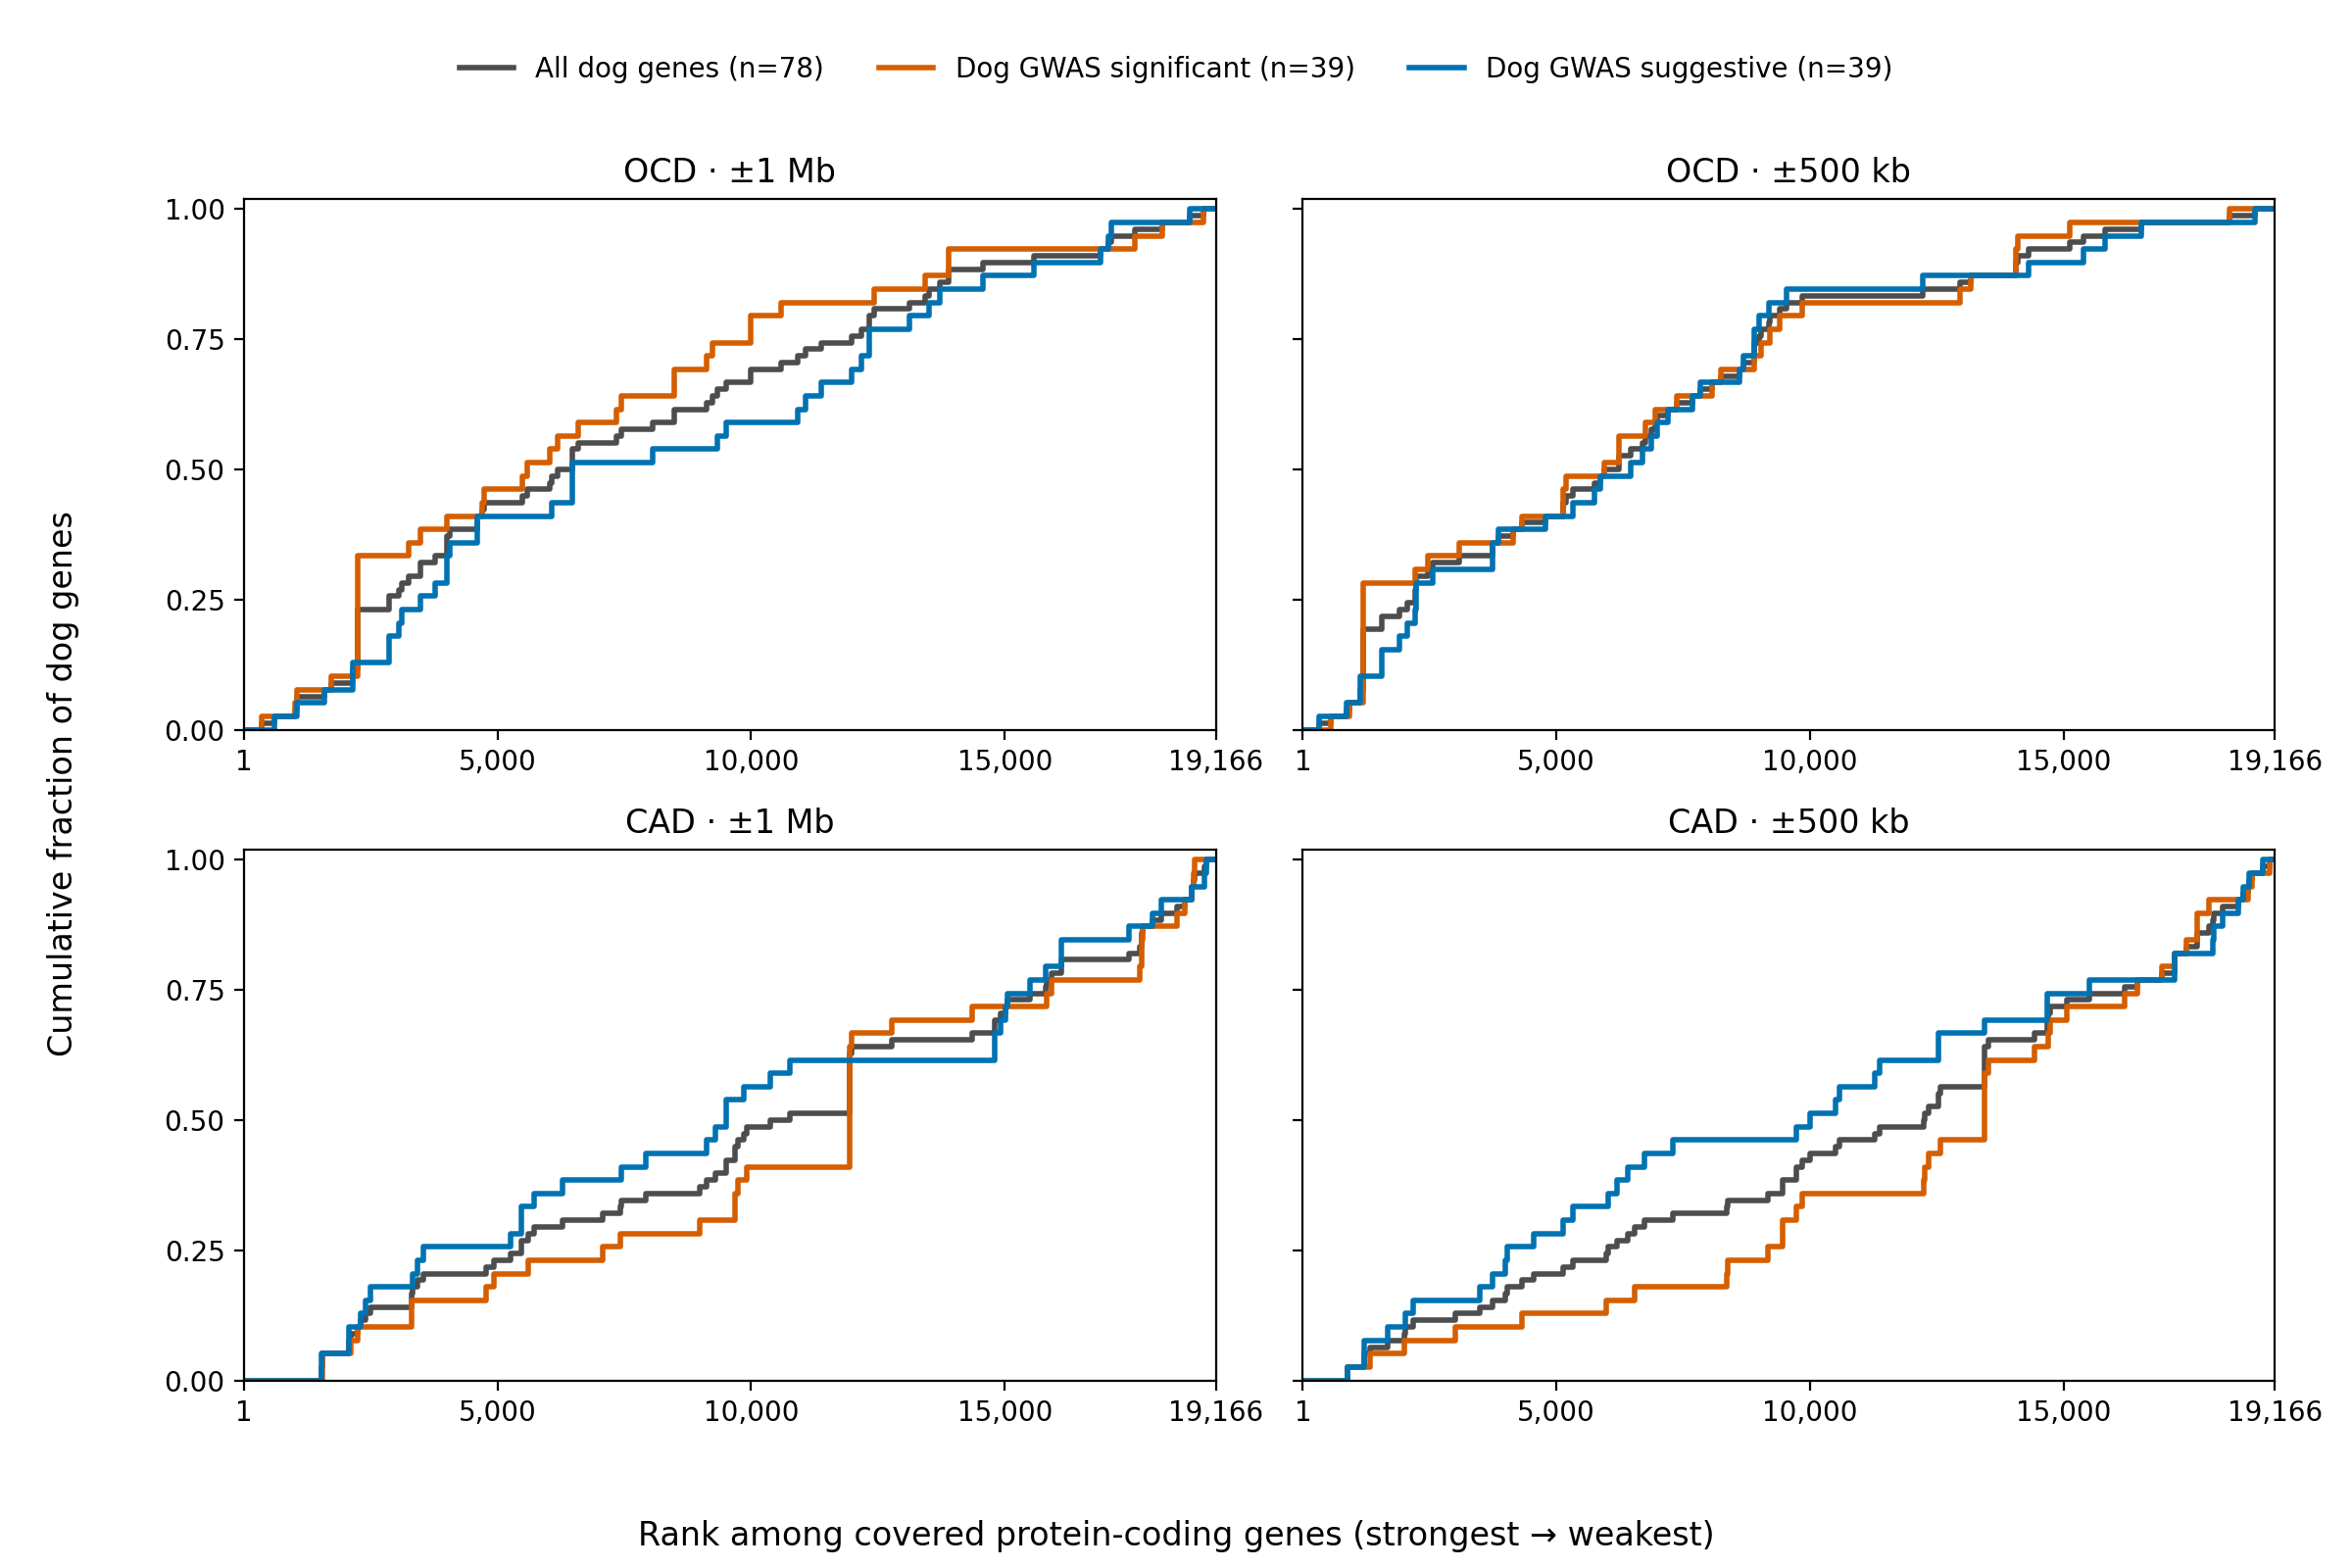 All dog genes (n=78)
Dog GWAS significant (n=39)
Dog GWAS suggestive (n=39)
OCD · ±1 Mb
OCD · ±500 kb
1.00
0.75
0.50
0.25
0.00
1 5,000 10,000 15,000 19,166
1 5,000 10,000 15,000 19,166
Cumulative fraction of dog genes
CAD · ±1 Mb
CAD · ±500 kb
1.00
0.75
0.50
0.25
0.00
1 5,000 10,000 15,000 19,166
1 5,000 10,000 15,000 19,166
Rank among covered protein-coding genes (strongest → weakest)